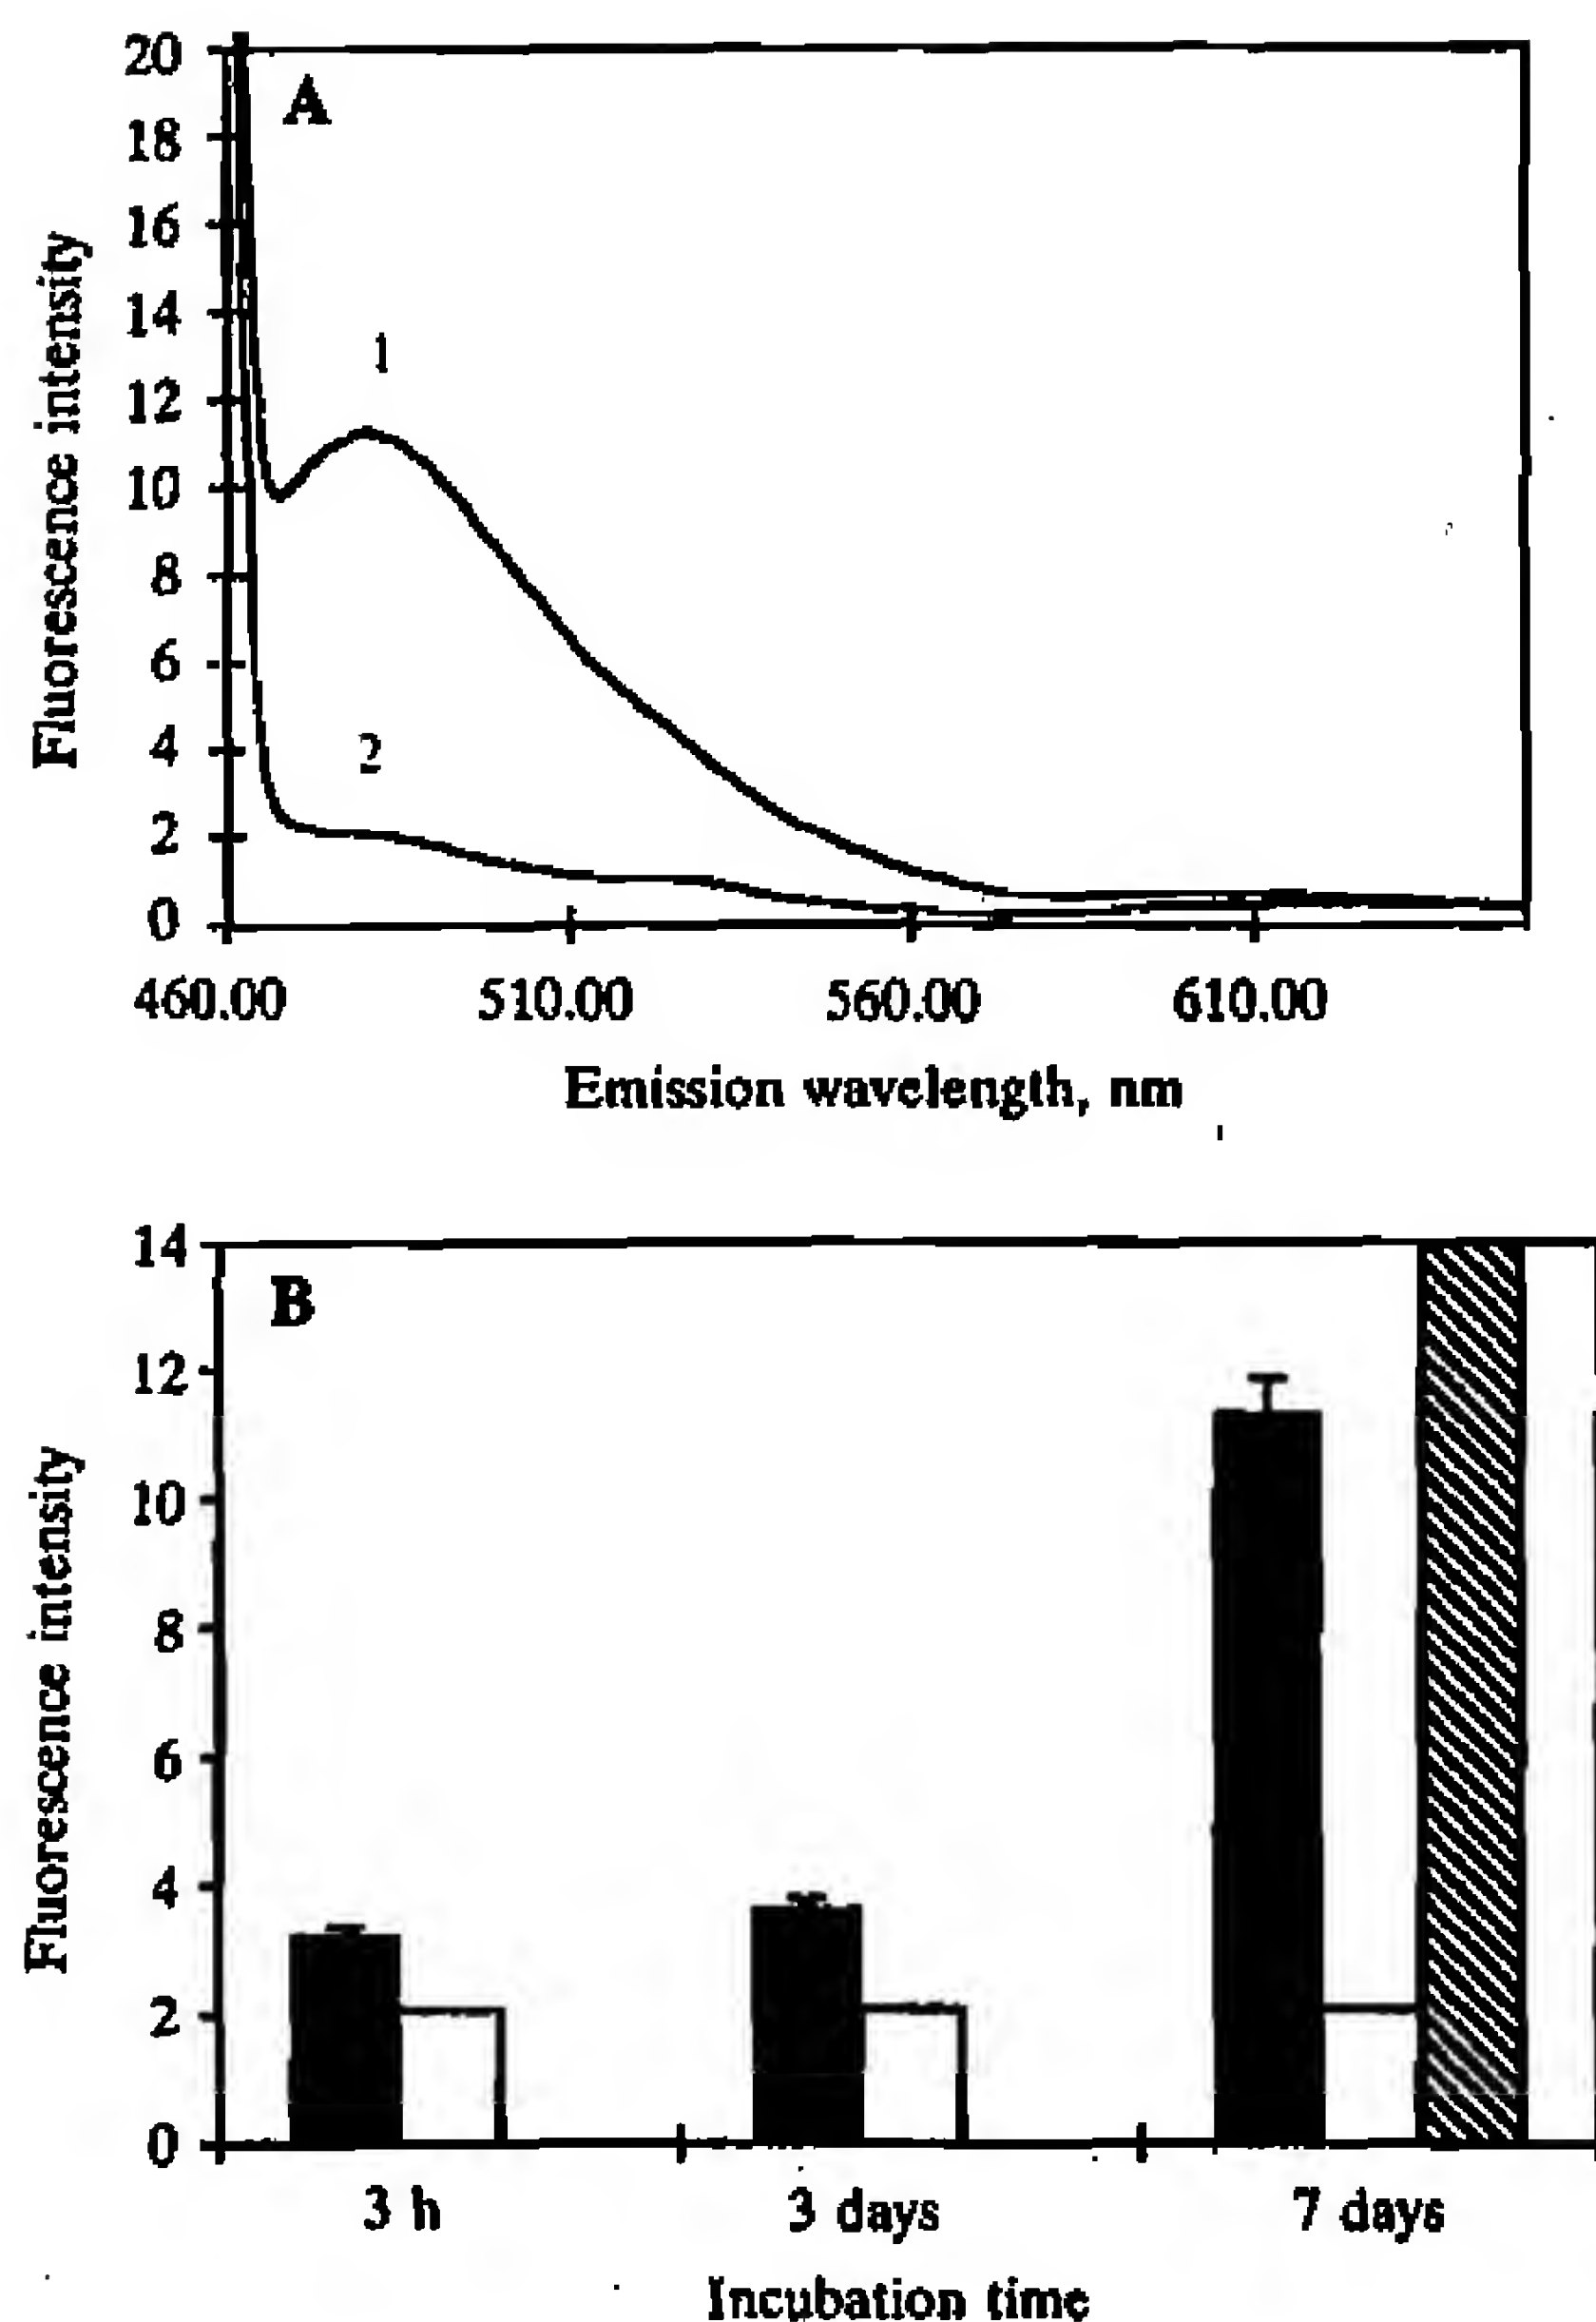 20
A
18
16
14
12
10
8
6
4
2
0
1
2
Fluorescence intensity
460.00 510.00 560.00 610.00
Emission wavelength, nm
14
B
12
10
8
6
4
2
0
Fluorescence intensity
3 h 3 days 7 days
Incubation time